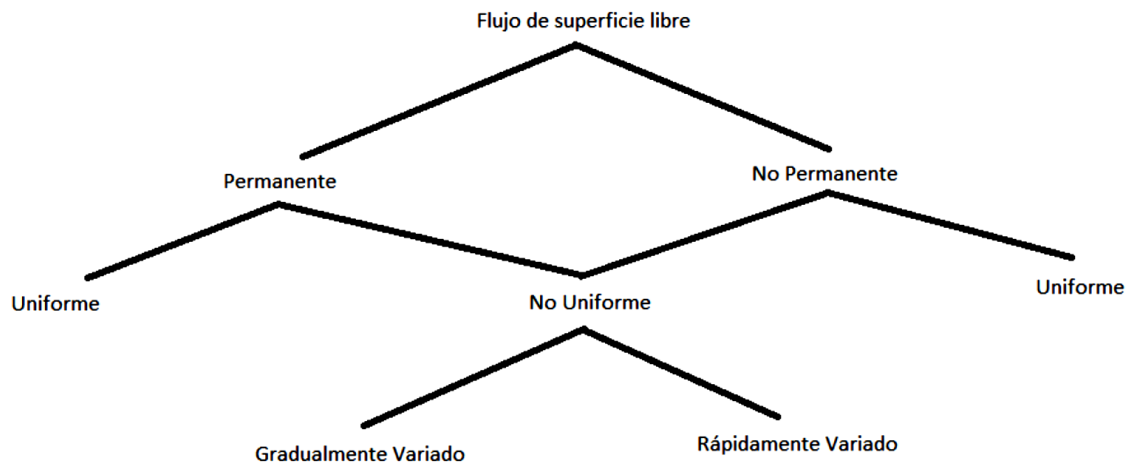 Flujo de superficie libre
Permanente
No Permanente
Uniforme
No Uniforme
Uniforme
Gradualmente Variado
Rápidamente Variado